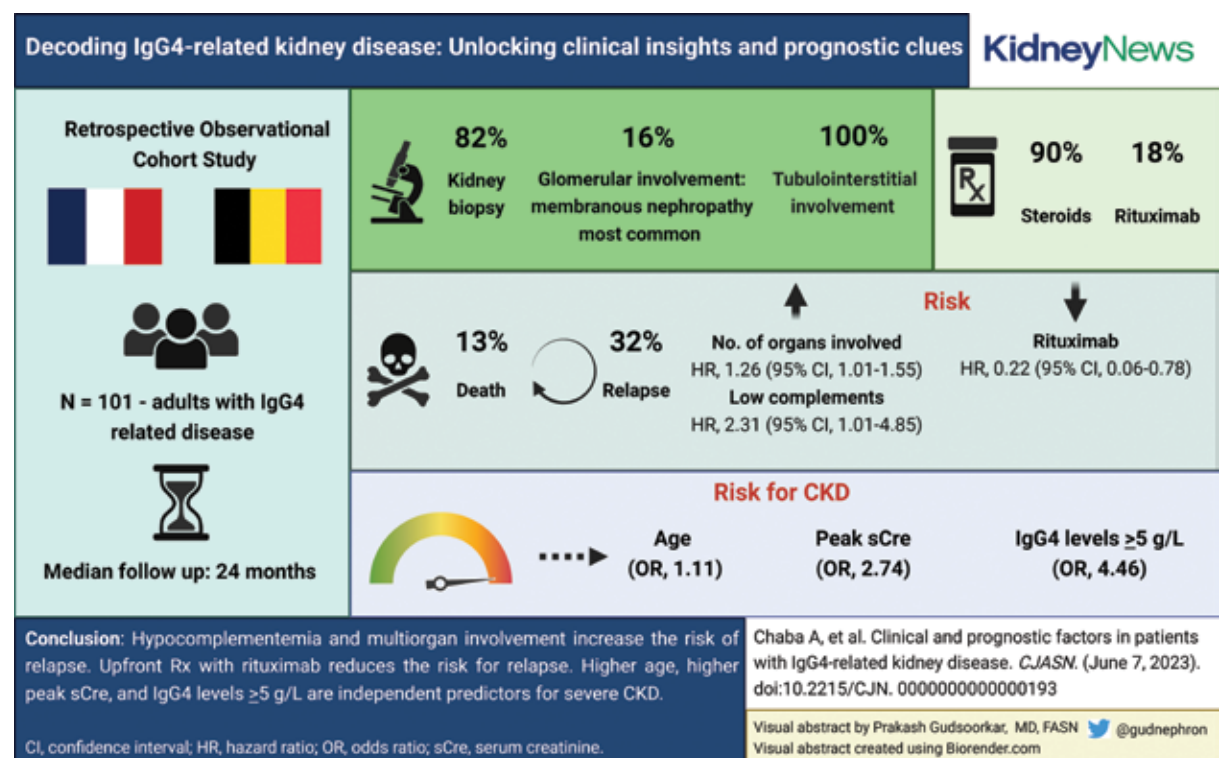 Decoding IgG4-related kidney disease: Unlocking clinical insights and prognostic clues
KidneyNews
Retrospective Observational
Cohort Study
N = 101 - adults with IgG4
related disease
Median follow up: 24 months
82%
Kidney
biopsy
16%
Glomerular involvement:
membranous nephropathy
most common
100%
Tubulointerstitial
involvement
Rx
90%
Steroids
18%
Rituximab
13%
Death
32%
Relapse
Risk
No. of organs involved
HR, 1.26 (95% CI, 1.01-1.55)
Low complements
HR, 2.31 (95% CI, 1.01-4.85)
Rituximab
HR, 0.22 (95% CI, 0.06-0.78)
Risk for CKD
Age
(OR, 1.11)
Peak sCre
(OR, 2.74)
IgG4 levels ≥5 g/L
(OR, 4.46)
Conclusion: Hypocomplementemia and multiorgan involvement increase the risk of
relapse. Upfront Rx with rituximab reduces the risk for relapse. Higher age, higher
peak sCre, and IgG4 levels ≥5 g/L are independent predictors for severe CKD.
CI, confidence interval; HR, hazard ratio; OR, odds ratio; sCre, serum creatinine.
Chaba A, et al. Clinical and prognostic factors in patients
with IgG4-related kidney disease. CJASN. (June 7, 2023).
doi:10.2215/CJN. 0000000000000193
Visual abstract by Prakash Gudsoorkar, MD, FASN @gudnephron
Visual abstract created using Biorender.com